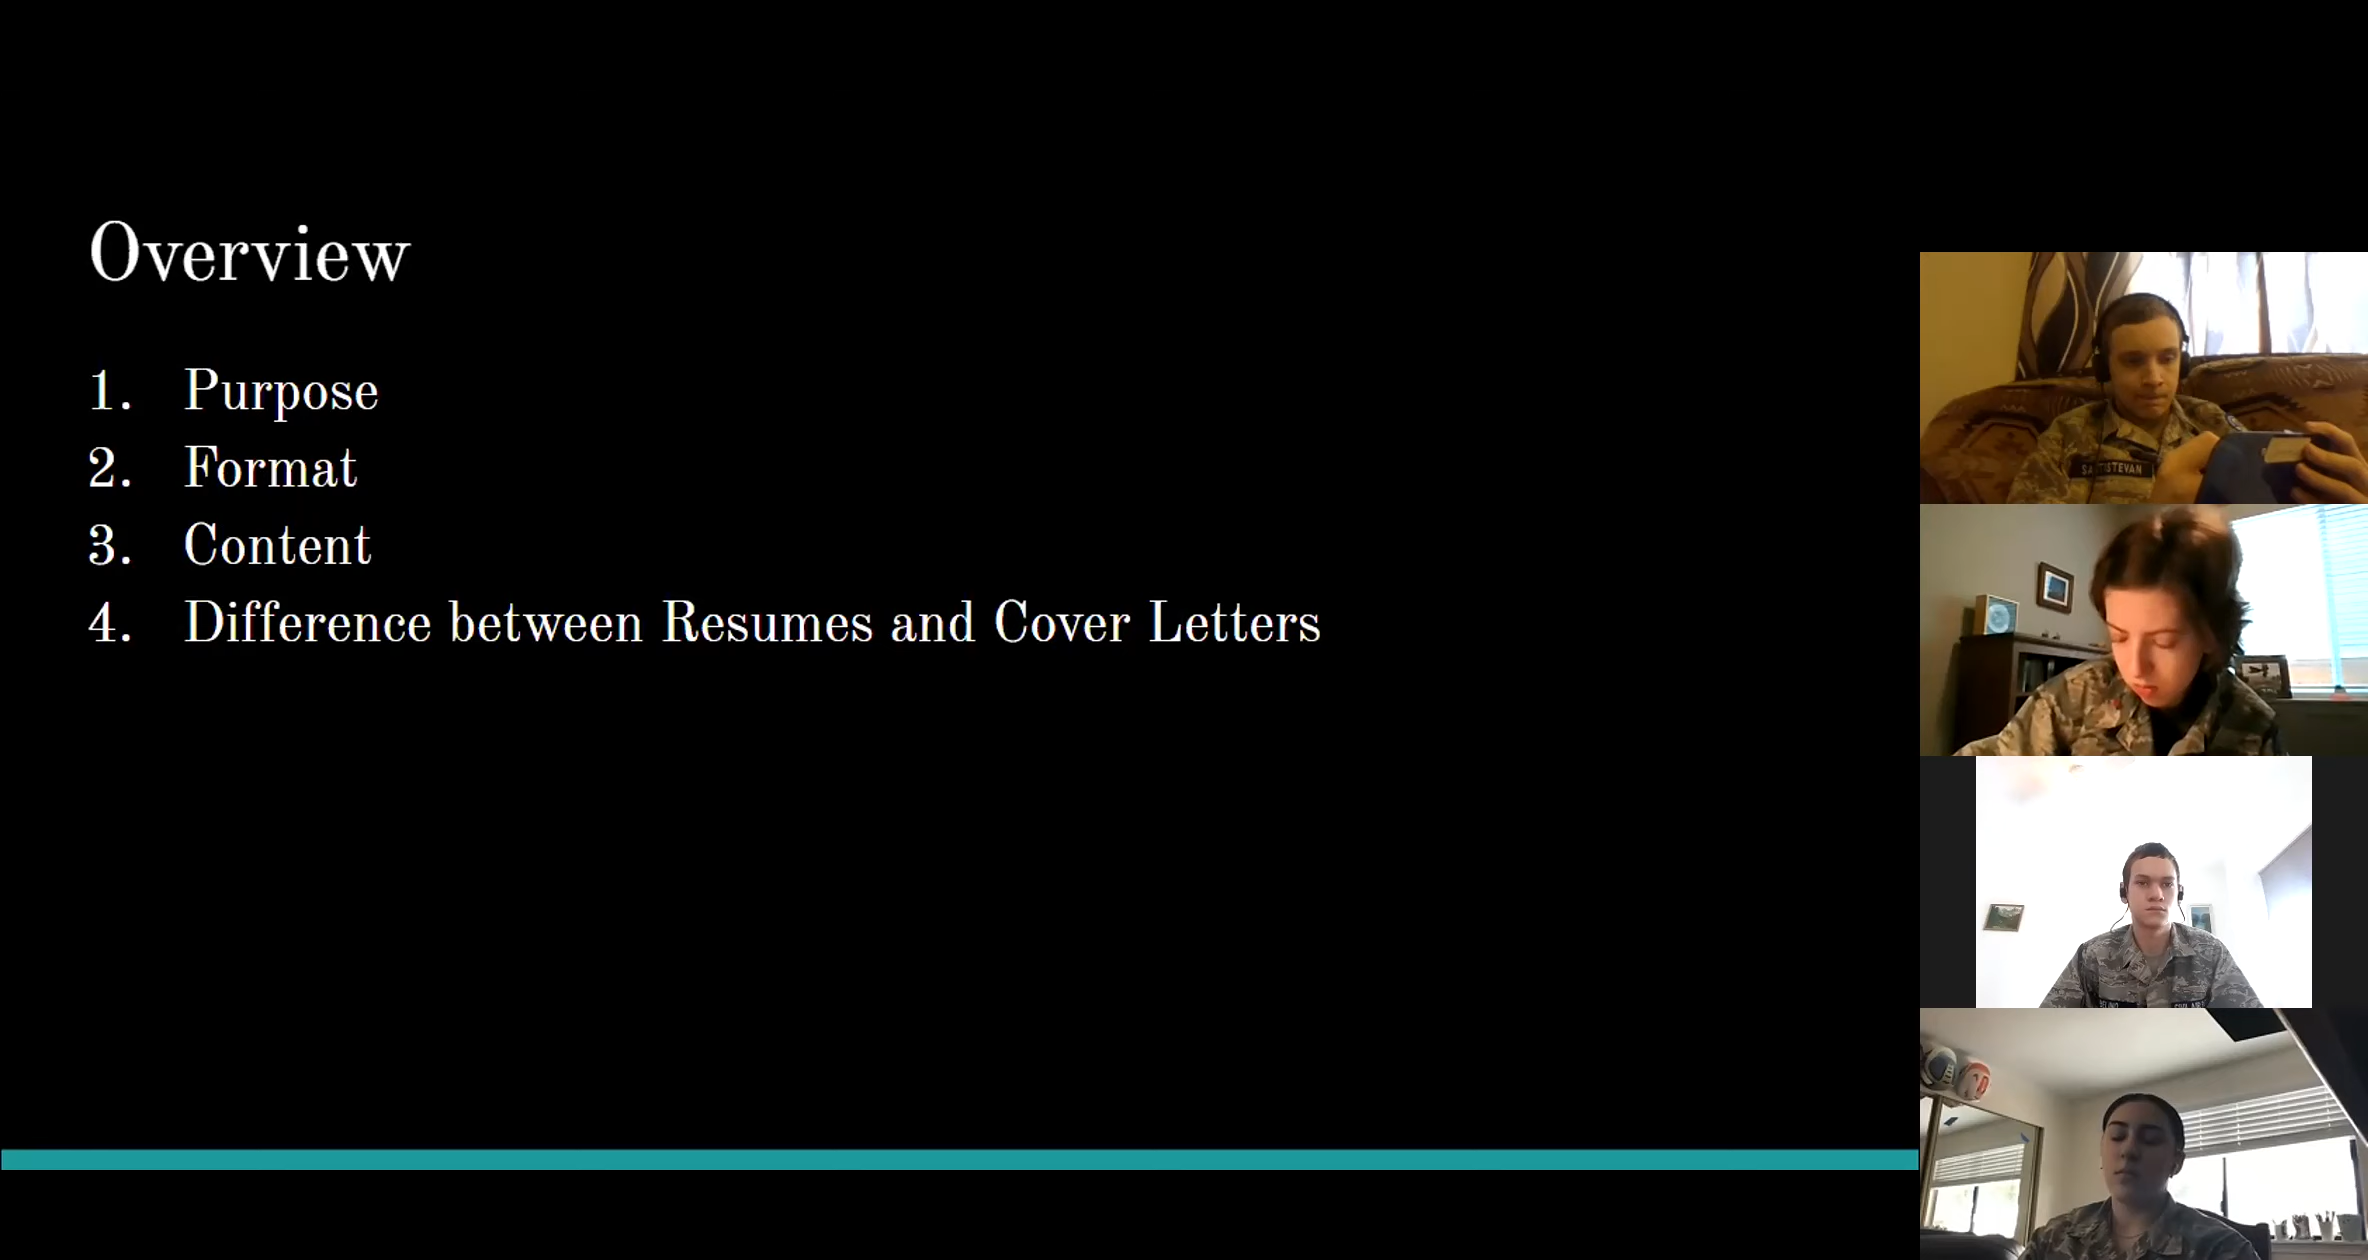 Overview
1. Purpose
2. Format
3. Content
4. Difference between Resumes and Cover Letters